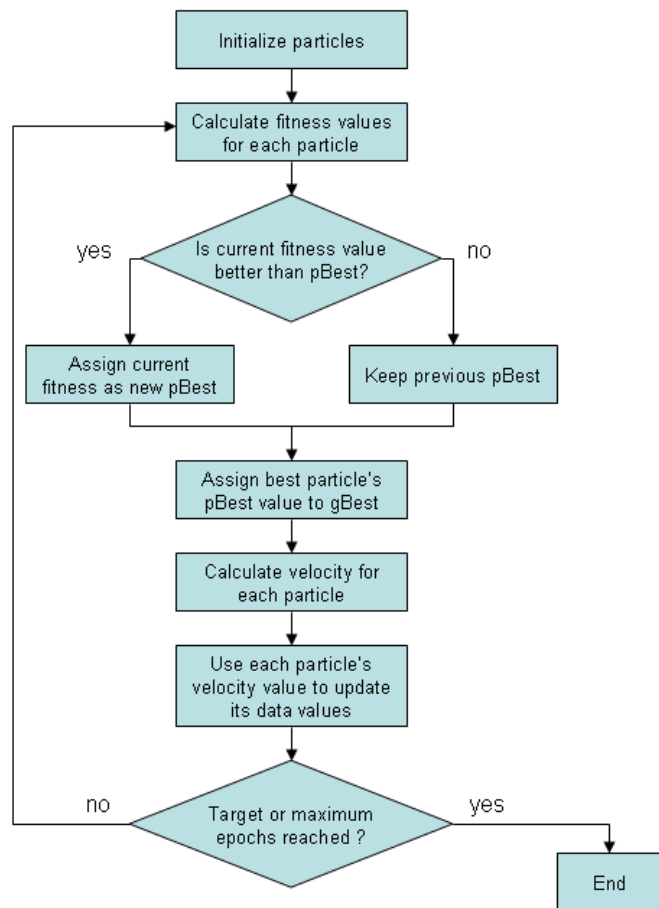 Initialize particles
Calculate fitness values
for each particle
yes
Is current fitness value
better than pBest?
no
Assign current
fitness as new pBest
Keep previous pBest
Assign best particle's
pBest value to gBest
Calculate velocity for
each particle
Use each particle's
velocity value to update
its data values
no
Target or maximum
epochs reached ?
yes
End